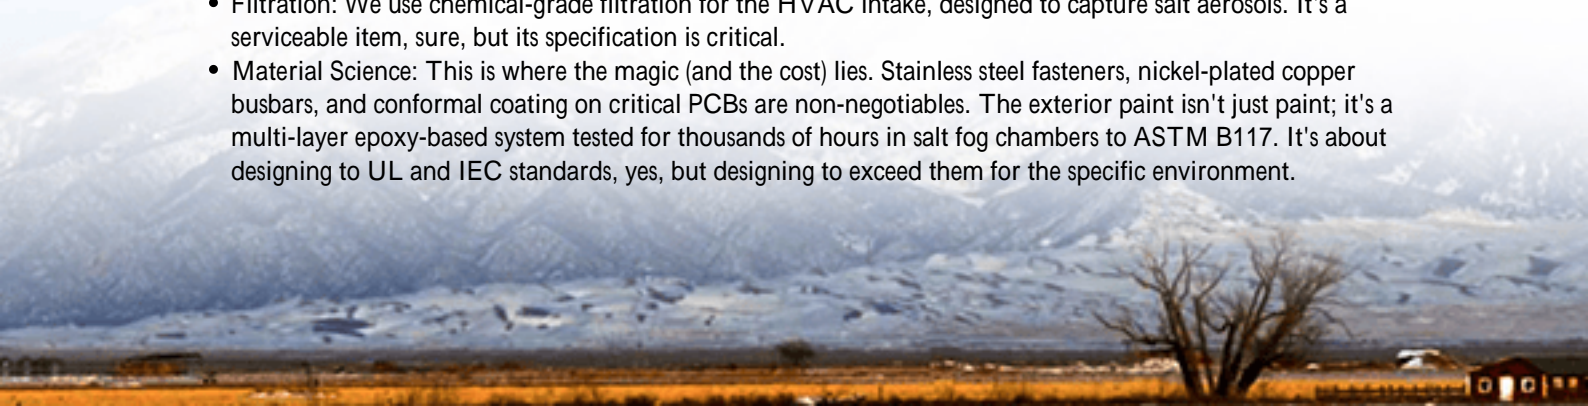 • Filtration: We use chemical-grade filtration for the HVAC intake, designed to capture salt aerosols. It's a
serviceable item, sure, but its specification is critical.
• Material Science: This is where the magic (and the cost) lies. Stainless steel fasteners, nickel-plated copper
busbars, and conformal coating on critical PCBs are non-negotiables. The exterior paint isn't just paint; it's a
multi-layer epoxy-based system tested for thousands of hours in salt fog chambers to ASTM B117. It's about
designing to UL and IEC standards, yes, but designing to exceed them for the specific environment.